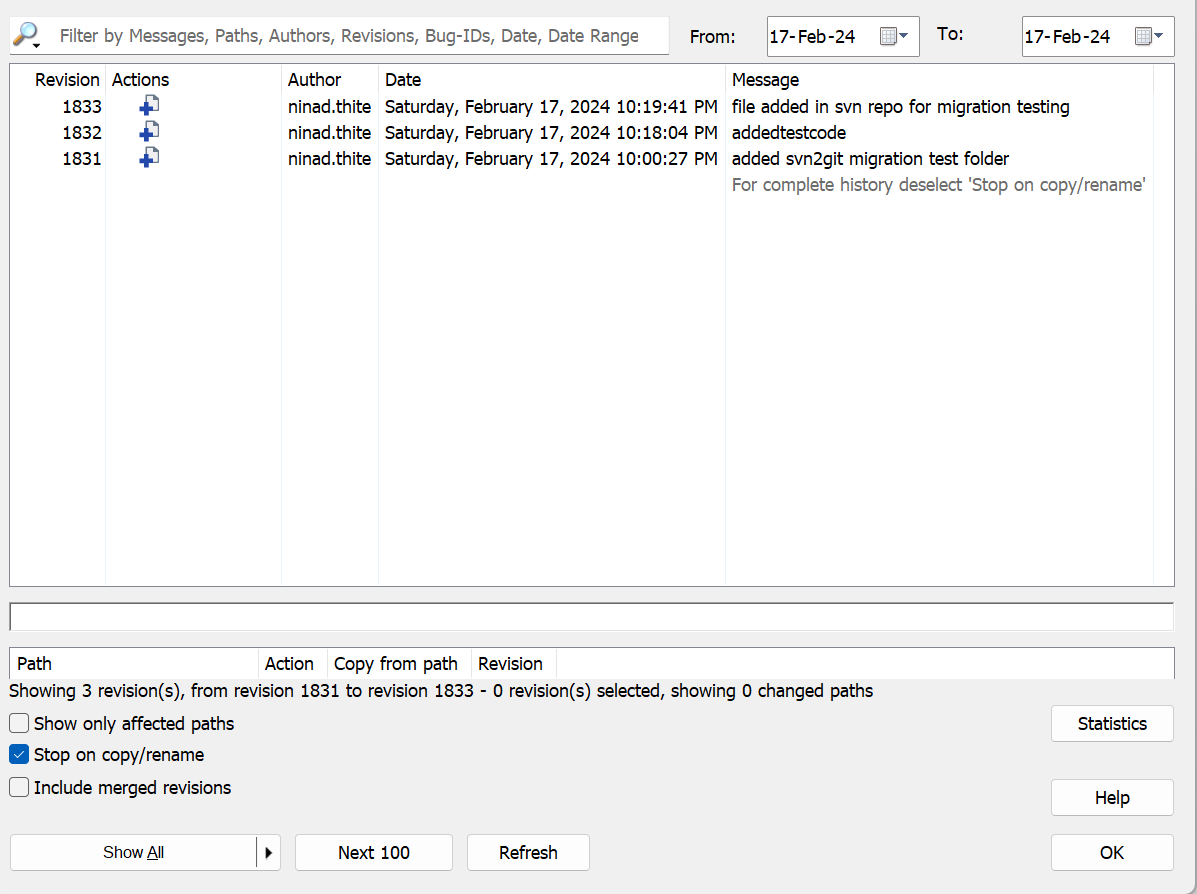 Filter by Messages, Paths, Authors, Revisions, Bug-IDs, Date, Date Range From: 17-Feb-24 To: 17-Feb-24
Revision Actions Author Date Message
1833 ninad.thite Saturday, February 17, 2024 10:19:41 PM file added in svn repo for migration testing
1832 ninad.thite Saturday, February 17, 2024 10:18:04 PM addedtestcode
1831 ninad.thite Saturday, February 17, 2024 10:00:27 PM added svn2git migration test folder
For complete history deselect 'Stop on copy/rename'
Path Action Copy from path Revision
Showing 3 revision(s), from revision 1831 to revision 1833 - 0 revision(s) selected, showing 0 changed paths
Show only affected paths
Statistics
Stop on copy/rename
Include merged revisions
Help
Show All Next 100 Refresh OK